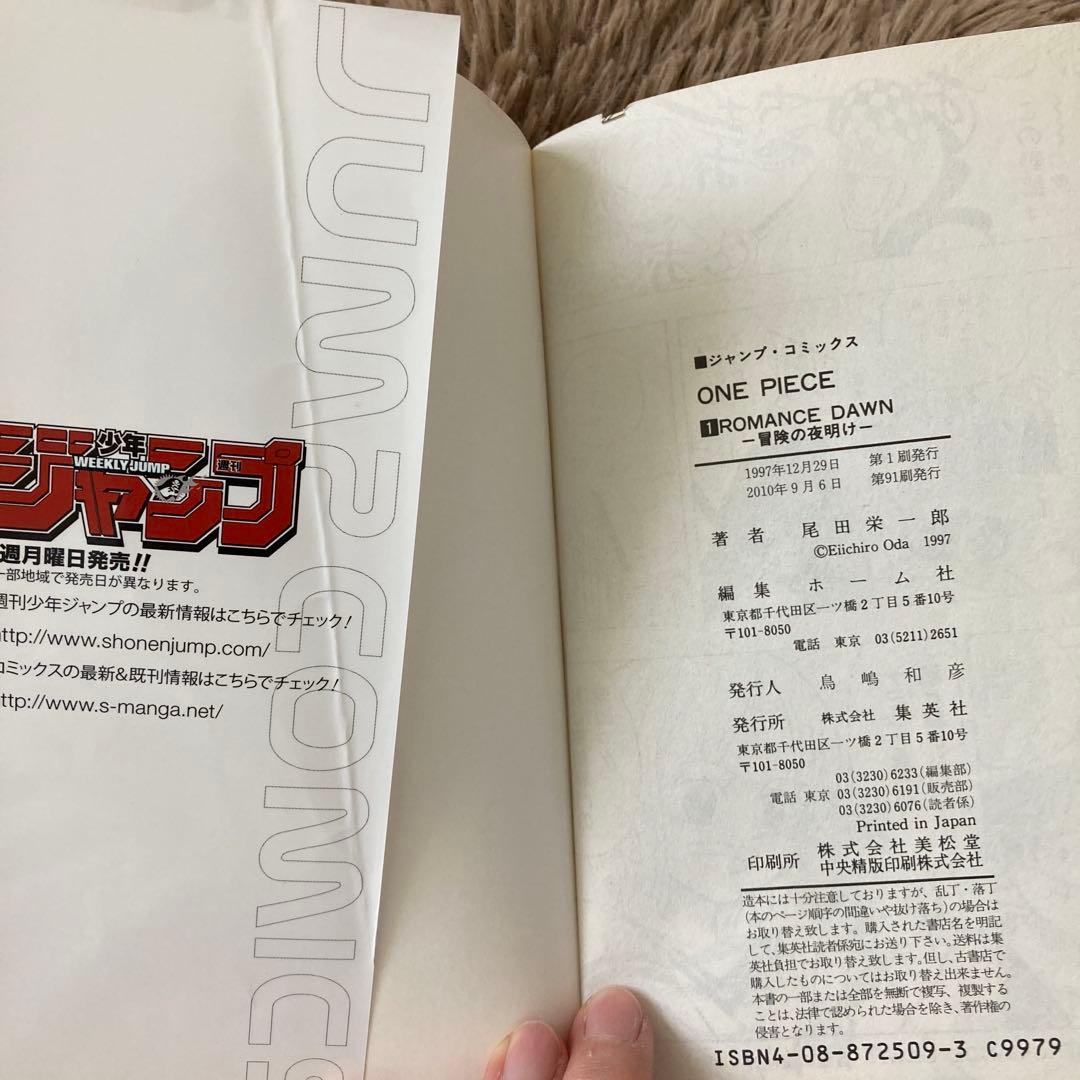 JUMP COMICS
少年
ジャンプ
WEEKLY JUMP
週刊
週月曜日発売!!
一部地域で発売日が異なります。
週刊少年ジャンプの最新情報はこちらでチェック!
http://www.shonenjump.com/
コミックスの最新&既刊情報はこちらでチェック!
http://www.s-manga.net/
■ジャンプ・コミックス
ONE PIECE
1 ROMANCE DAWN
ー冒険の夜明けー
1997年12月29日 第1刷発行
2010年9月6日 第91刷発行
著者 尾田栄一郎
©Eiichiro Oda 1997
編集 ホーム社
東京都千代田区一ツ橋2丁目5番10号
〒101-8050
電話 東京 03(5211)2651
発行人 鳥嶋和彦
発行所 株式会社 集英社
東京都千代田区一ツ橋2丁目5番10号
〒101-8050
03(3230)6233(編集部)
電話 東京 03(3230)6191(販売部)
03(3230)6076(読者係)
Printed in Japan
印刷所 株式会社美松堂
中央精版印刷株式会社
造本には十分注意しておりますが、乱丁・落丁
(本のページ順序の間違いや抜け落ち)の場合は
お取り替え致します。購入された書店名を明記
して、集英社読者係宛にお送り下さい。送料は集
英社負担でお取り替え致します。但し、古書店で
購入したものについてはお取り替え出来ません。
本書の一部または全部を無断で複写、複製する
ことは、法律で認められた場合を除き、著作権の
侵害となります。
ISBN4-08-872509-3 C9979